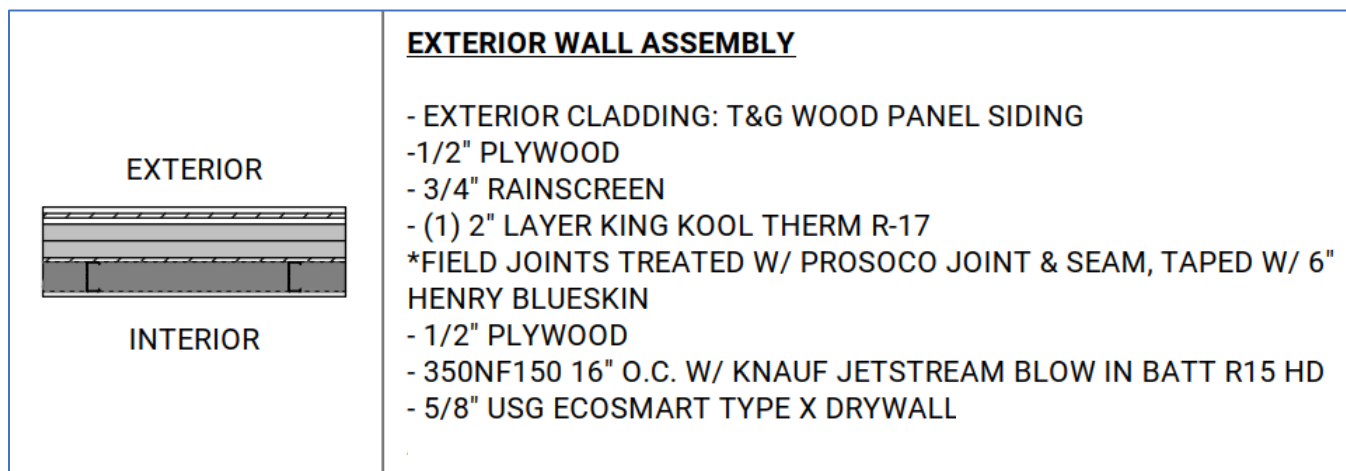 EXTERIOR
INTERIOR
EXTERIOR WALL ASSEMBLY
- EXTERIOR CLADDING: T&G WOOD PANEL SIDING
-1/2" PLYWOOD
- 3/4" RAINSCREEN
- (1) 2" LAYER KING KOOL THERM R-17
*FIELD JOINTS TREATED W/ PROSOCO JOINT & SEAM, TAPED W/ 6"
HENRY BLUESKIN
- 1/2" PLYWOOD
- 350NF150 16" O.C. W/ KNAUF JETSTREAM BLOW IN BATT R15 HD
- 5/8" USG ECOSMART TYPE X DRYWALL